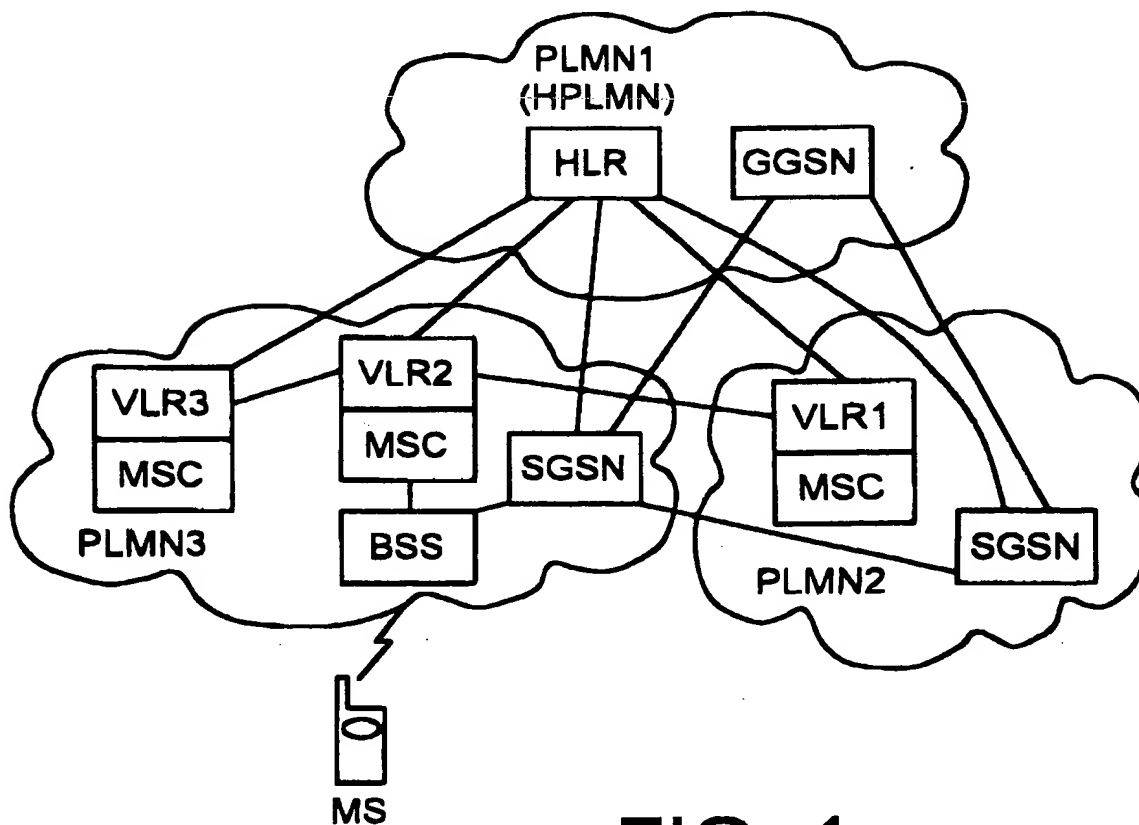 PLMN1
(HPLMN)
HLR
GGSN
VLR3
MSC
VLR2
MSC
SGSN
VLR1
MSC
BSS
SGSN
PLMN3
PLMN2
MS